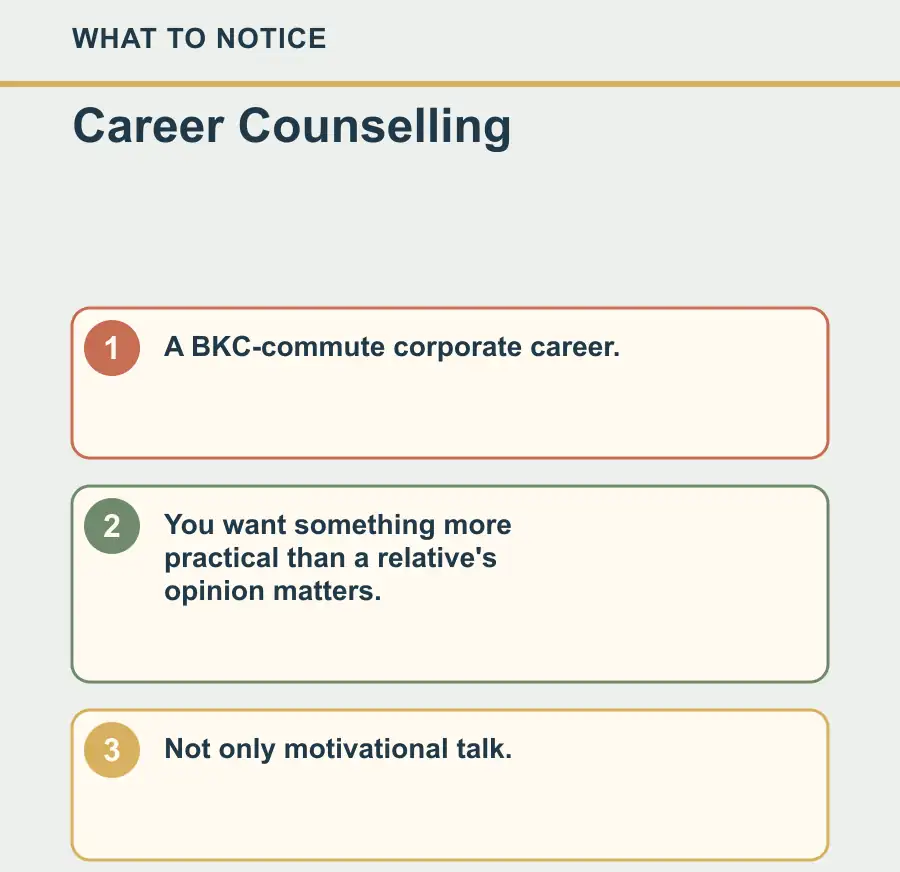 WHAT TO NOTICE
Career Counselling
1
A BKC-commute corporate career.
2
You want something more
practical than a relative's
opinion matters.
3
Not only motivational talk.